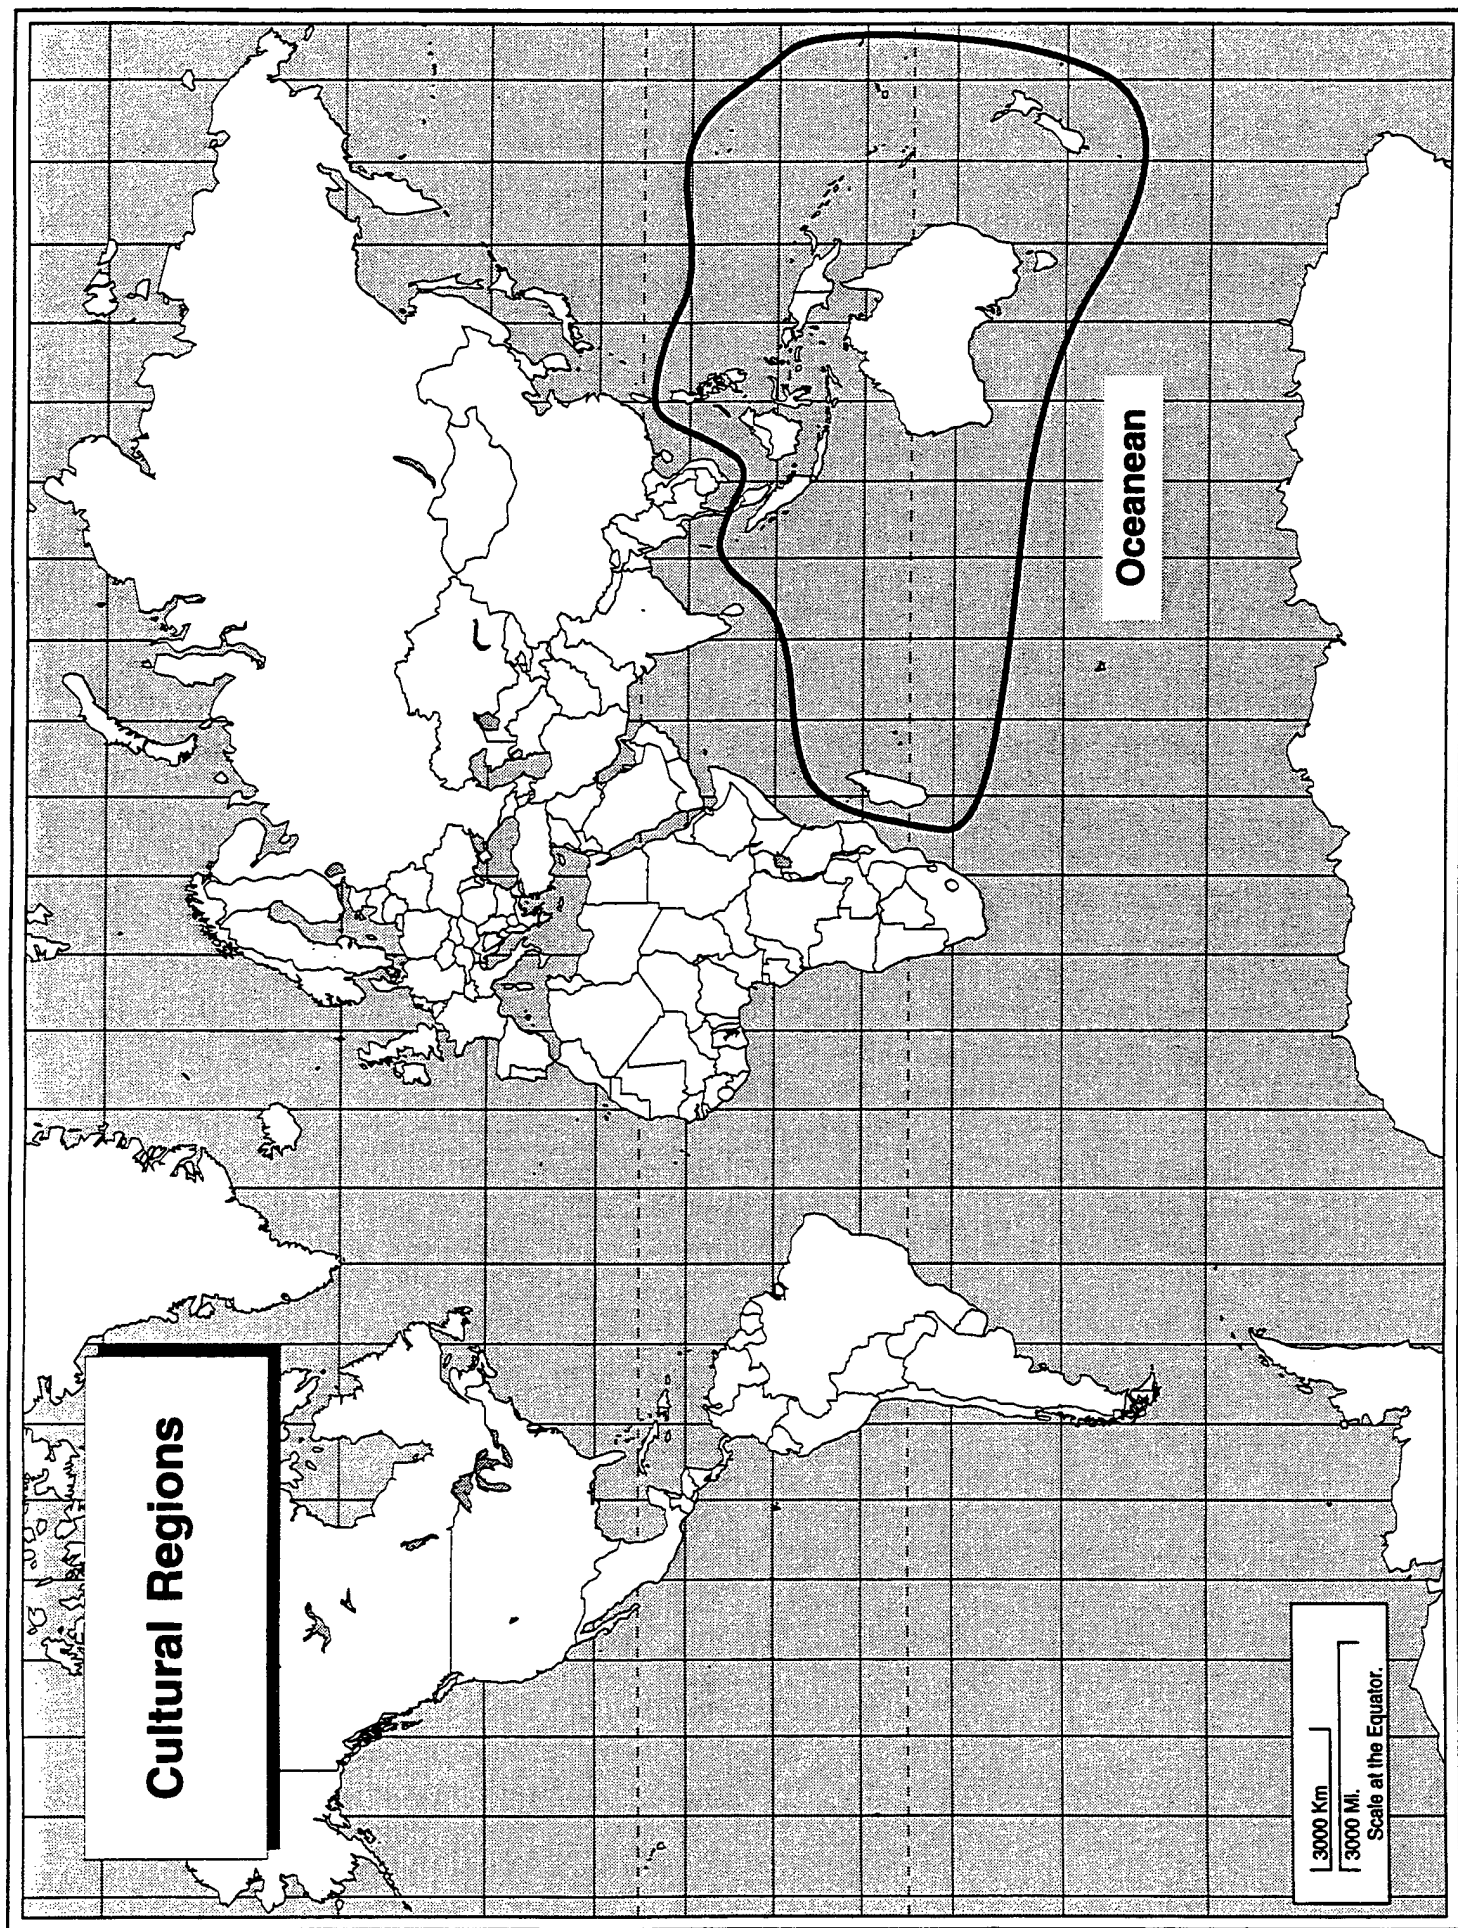 Cultural Regions
Oceanean
3000 Km
3000 Mi.
Scale at the Equator.